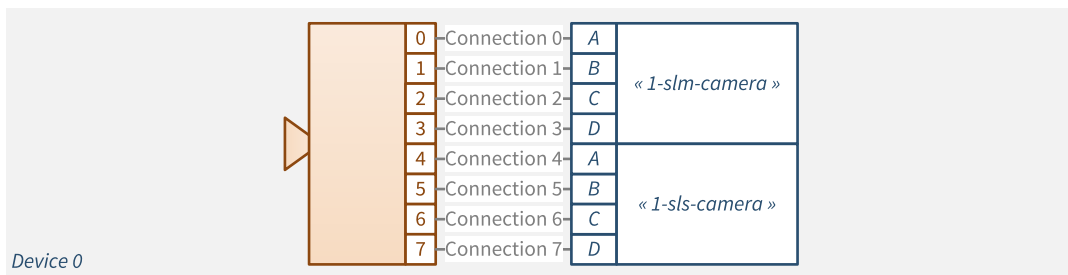 0 Connection 0 A
1 Connection 1 B
2 Connection 2 C
3 Connection 3 D
« 1-slm-camera »
4 Connection 4 A
5 Connection 5 B
6 Connection 6 C
7 Connection 7 D
« 1-sls-camera »
Device 0